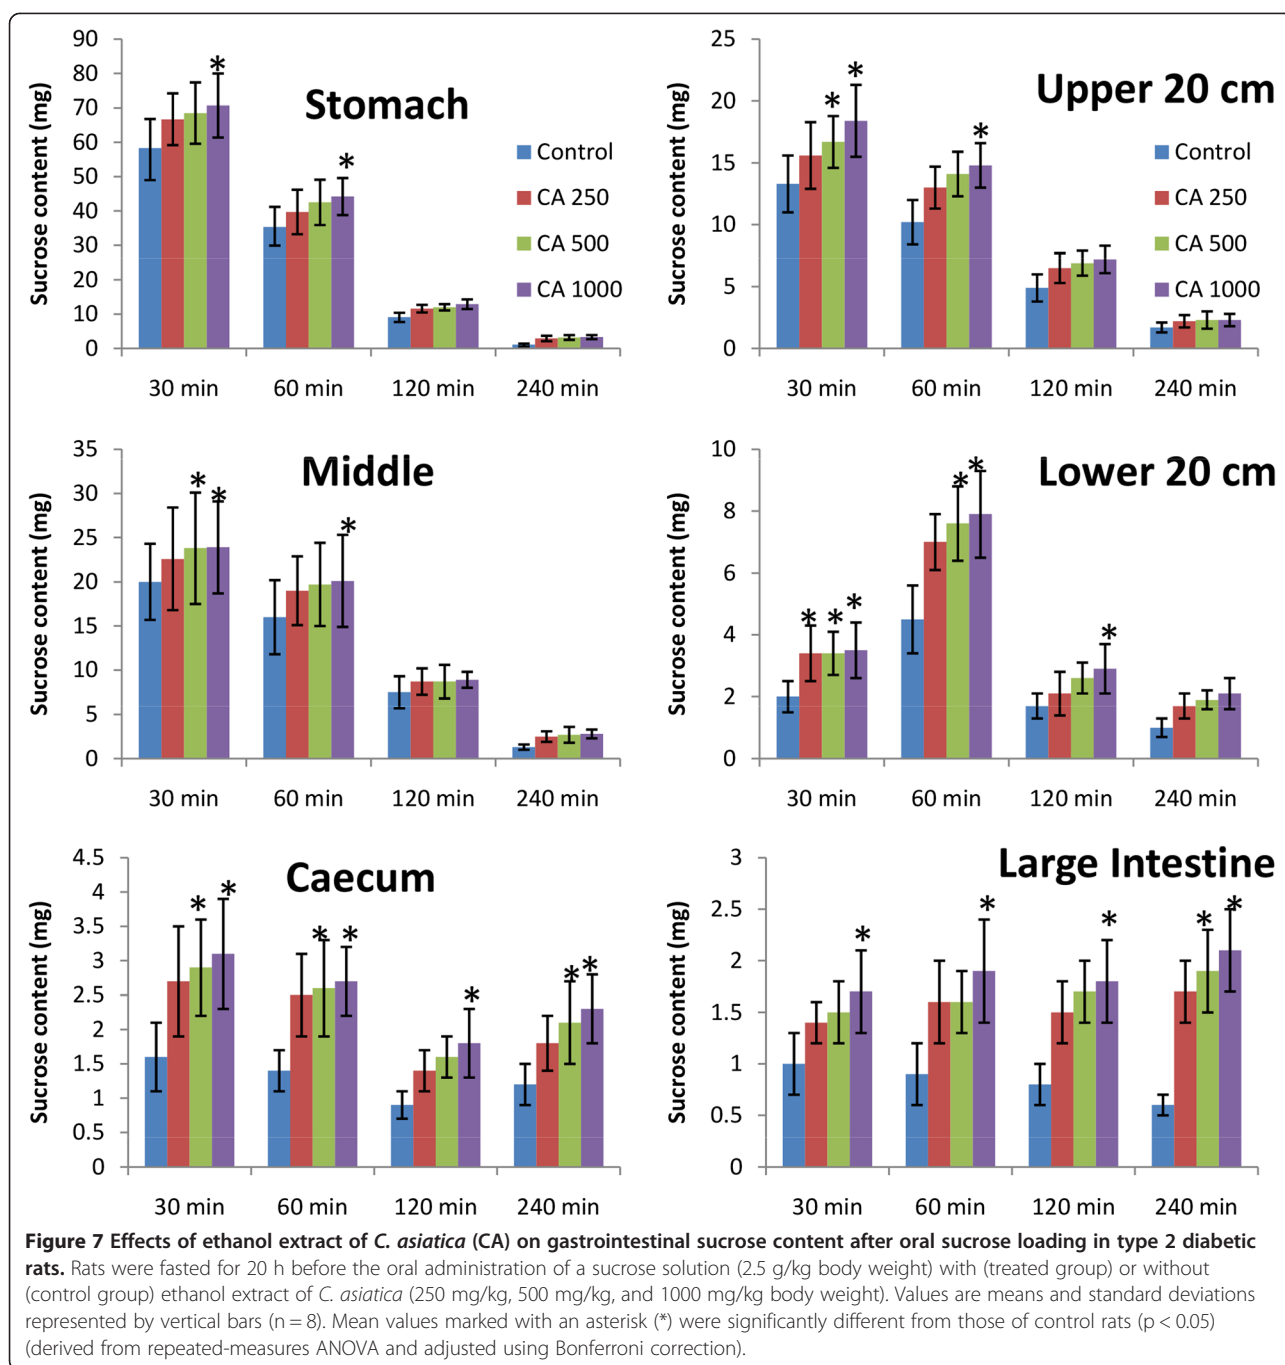 Stomach
Sucrose content (mg)
90
80
70
60
50
40
30
20
10
0
* *
Control
CA 250
CA 500
CA 1000
30 min 60 min 120 min 240 min
Upper 20 cm
Sucrose content (mg)
25
20
15
10
5
0
* * *
Control
CA 250
CA 500
CA 1000
30 min 60 min 120 min 240 min
Middle
Sucrose content (mg)
35
30
25
20
15
10
5
0
* * *
30 min 60 min 120 min 240 min
Lower 20 cm
Sucrose content (mg)
10
8
6
4
2
0
* * * * * *
30 min 60 min 120 min 240 min
Caecum
Sucrose content (mg)
4.5
4
3.5
3
2.5
2
1.5
1
0.5
0
* * * * * * *
30 min 60 min 120 min 240 min
Large Intestine
Sucrose content (mg)
3
2.5
2
1.5
1
0.5
0
* * * * *
30 min 60 min 120 min 240 min
Figure 7 Effects of ethanol extract of C. asiatica (CA) on gastrointestinal sucrose content after oral sucrose loading in type 2 diabetic
rats. Rats were fasted for 20 h before the oral administration of a sucrose solution (2.5 g/kg body weight) with (treated group) or without
(control group) ethanol extract of C. asiatica (250 mg/kg, 500 mg/kg, and 1000 mg/kg body weight). Values are means and standard deviations
represented by vertical bars (n = 8). Mean values marked with an asterisk (*) were significantly different from those of control rats (p < 0.05)
(derived from repeated-measures ANOVA and adjusted using Bonferroni correction).